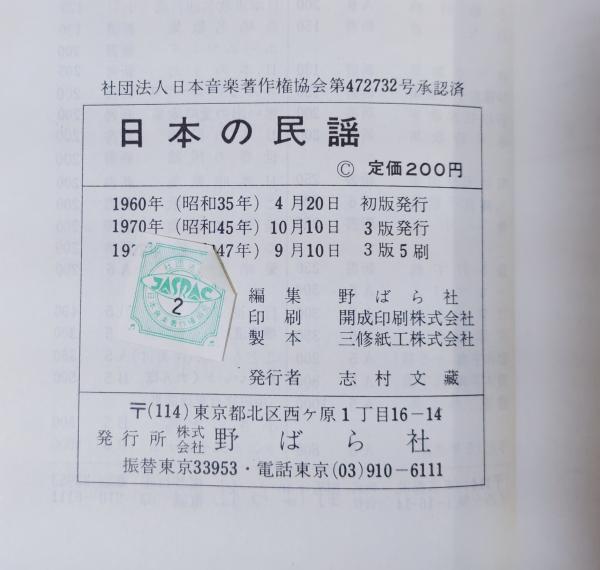 社団法人日本音楽著作権協会第472732号承認済
日本の民謡
© 定価200円
1960年（昭和35年）4月20日 初版発行
1970年（昭和45年）10月10日 3版発行
19 47年）9月10日 3版5刷
JASRAC
2
編集 野ばら社
印刷 開成印刷株式会社
製本 三修紙工株式会社
発行者 志村文蔵
〒(114)東京都北区西ヶ原1丁目16-14
発行所 株式会社 野ばら社
振替東京33953・電話東京(03)910-6111